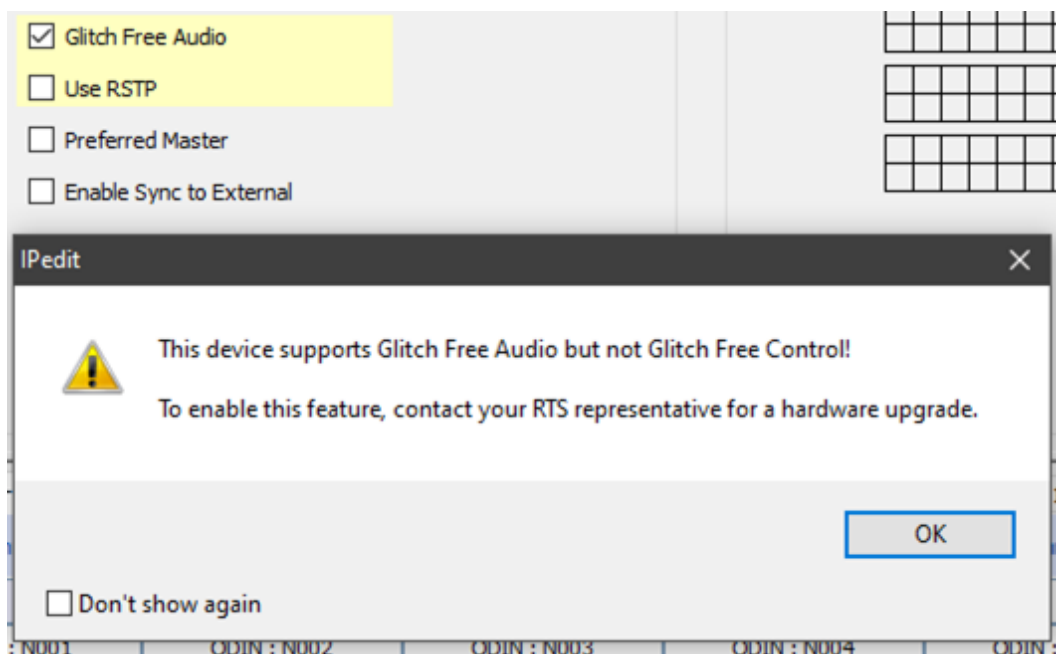 Glitch Free Audio
Use RSTP
Preferred Master
Enable Sync to External
IPedit
This device supports Glitch Free Audio but not Glitch Free Control!
To enable this feature, contact your RTS representative for a hardware upgrade.
OK
Don't show again
: N001 ODIN : N002 ODIN : N003 ODIN : N004 ODIN :